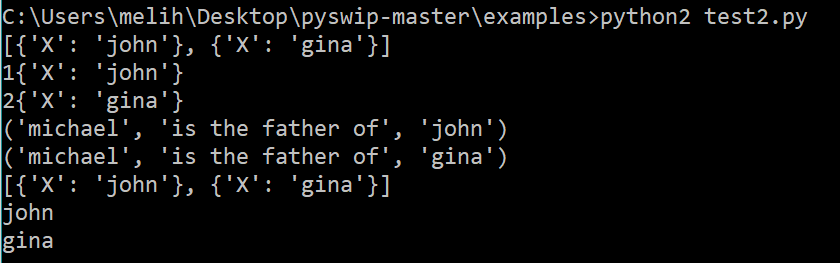 C:\Users\melih\Desktop\pyswip-master\examples>python2 test2.py
[{'X': 'john'}, {'X': 'gina'}]
1{'X': 'john'}
2{'X': 'gina'}
('michael', 'is the father of', 'john')
('michael', 'is the father of', 'gina')
[{'X': 'john'}, {'X': 'gina'}]
john
gina